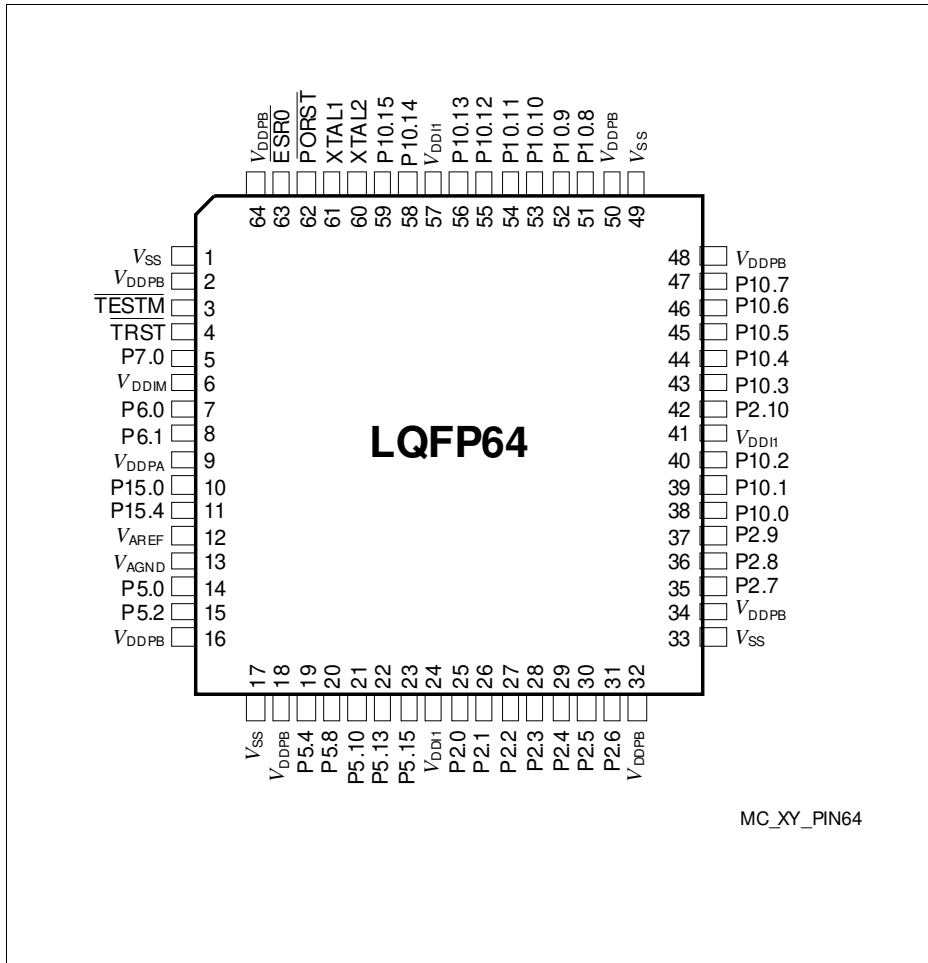 VDDPB
ESR0
PORST
XTAL1
XTAL2
P10.15
P10.14
VDDI1
P10.13
P10.12
P10.11
P10.10
P10.9
P10.8
VDDPB
VSS
64
63
62
61
60
59
58
57
56
55
54
53
52
51
50
49
VSS 1
VDDPB 2
TESTM 3
TRST 4
P7.0 5
VDDIM 6
P6.0 7
P6.1 8
VDDPA 9
P15.0 10
P15.4 11
VAREF 12
VAGND 13
P5.0 14
P5.2 15
VDDPB 16
LQFP64
48 VDDPB
47 P10.7
46 P10.6
45 P10.5
44 P10.4
43 P10.3
42 P2.10
41 VDDI1
40 P10.2
39 P10.1
38 P10.0
37 P2.9
36 P2.8
35 P2.7
34 VDDPB
33 VSS
17
18
19
20
21
22
23
24
25
26
27
28
29
30
31
32
VSS
VDDPB
P5.4
P5.8
P5.10
P5.13
P5.15
VDDI1
P2.0
P2.1
P2.2
P2.3
P2.4
P2.5
P2.6
VDDPB
MC_XY_PIN64